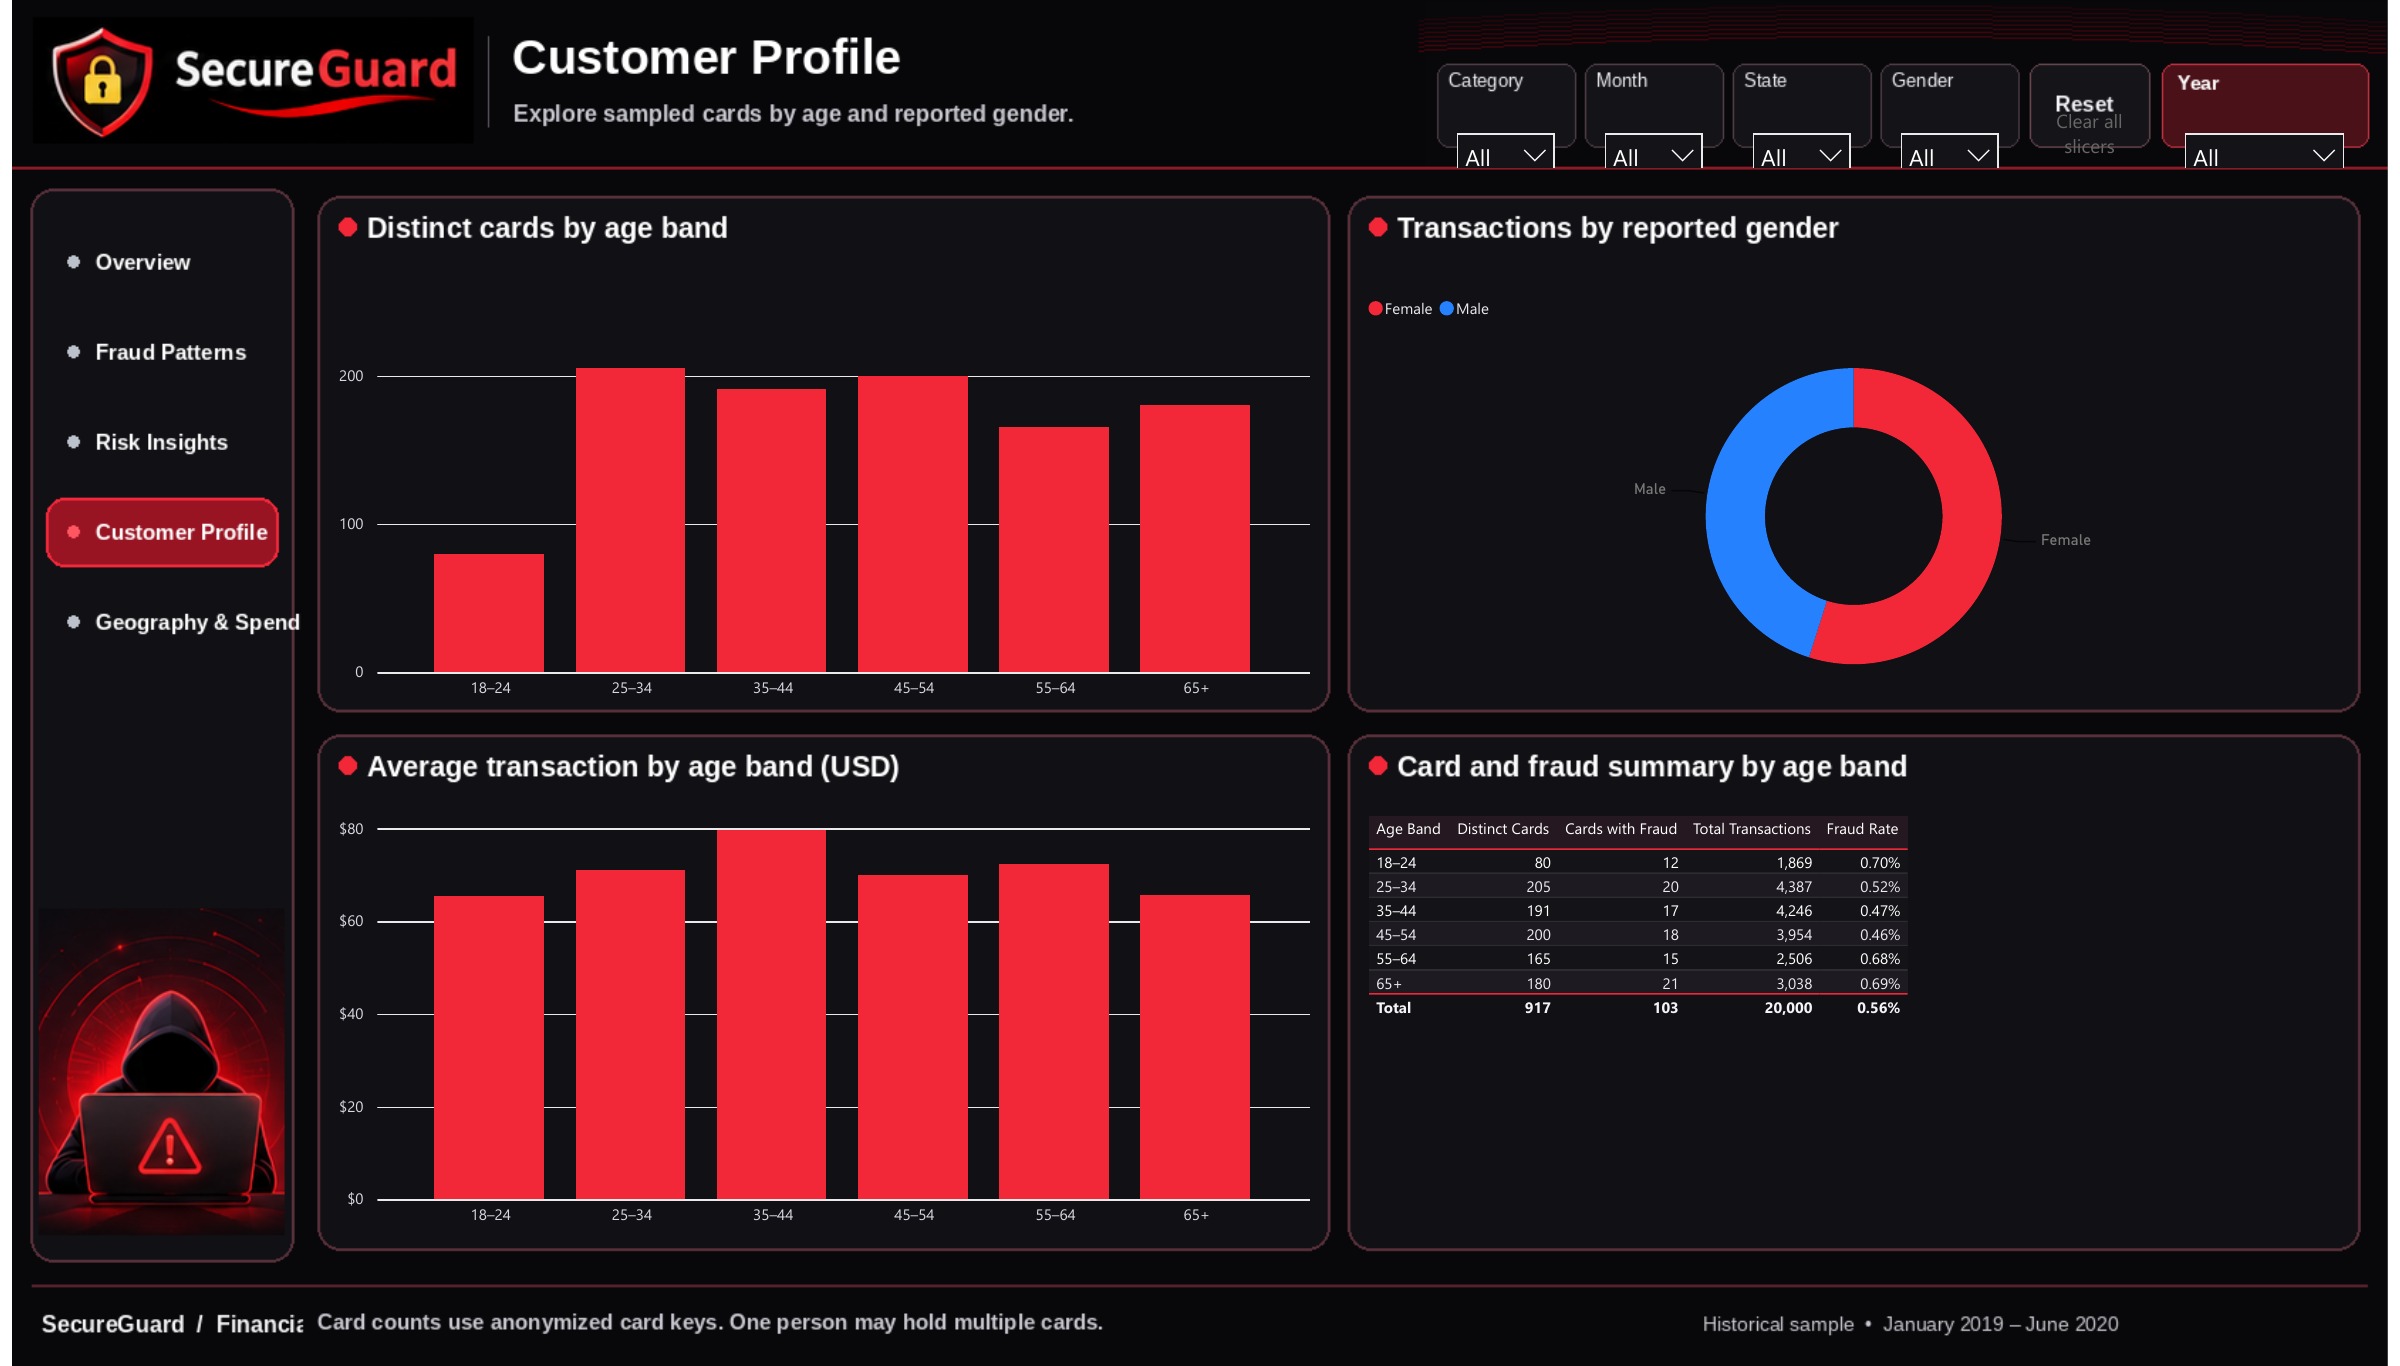 SecureGuard
Customer Profile
Explore sampled cards by age and reported gender.
Category
All
Month
All
State
All
Gender
All
Reset
Clear all
slicers
Year
All
Overview
Fraud Patterns
Risk Insights
Customer Profile
Geography & Spend
Distinct cards by age band
200
100
0
18–24 25–34 35–44 45–54 55–64 65+
Transactions by reported gender
Female Male
Male
Female
Average transaction by age band (USD)
$80
$60
$40
$20
$0
18–24 25–34 35–44 45–54 55–64 65+
Card and fraud summary by age band
Age Band Distinct Cards Cards with Fraud Total Transactions Fraud Rate
18–24 80 12 1,869 0.70%
25–34 205 20 4,387 0.52%
35–44 191 17 4,246 0.47%
45–54 200 18 3,954 0.46%
55–64 165 15 2,506 0.68%
65+ 180 21 3,038 0.69%
Total 917 103 20,000 0.56%
SecureGuard / Financia
Card counts use anonymized card keys. One person may hold multiple cards.
Historical sample • January 2019 – June 2020